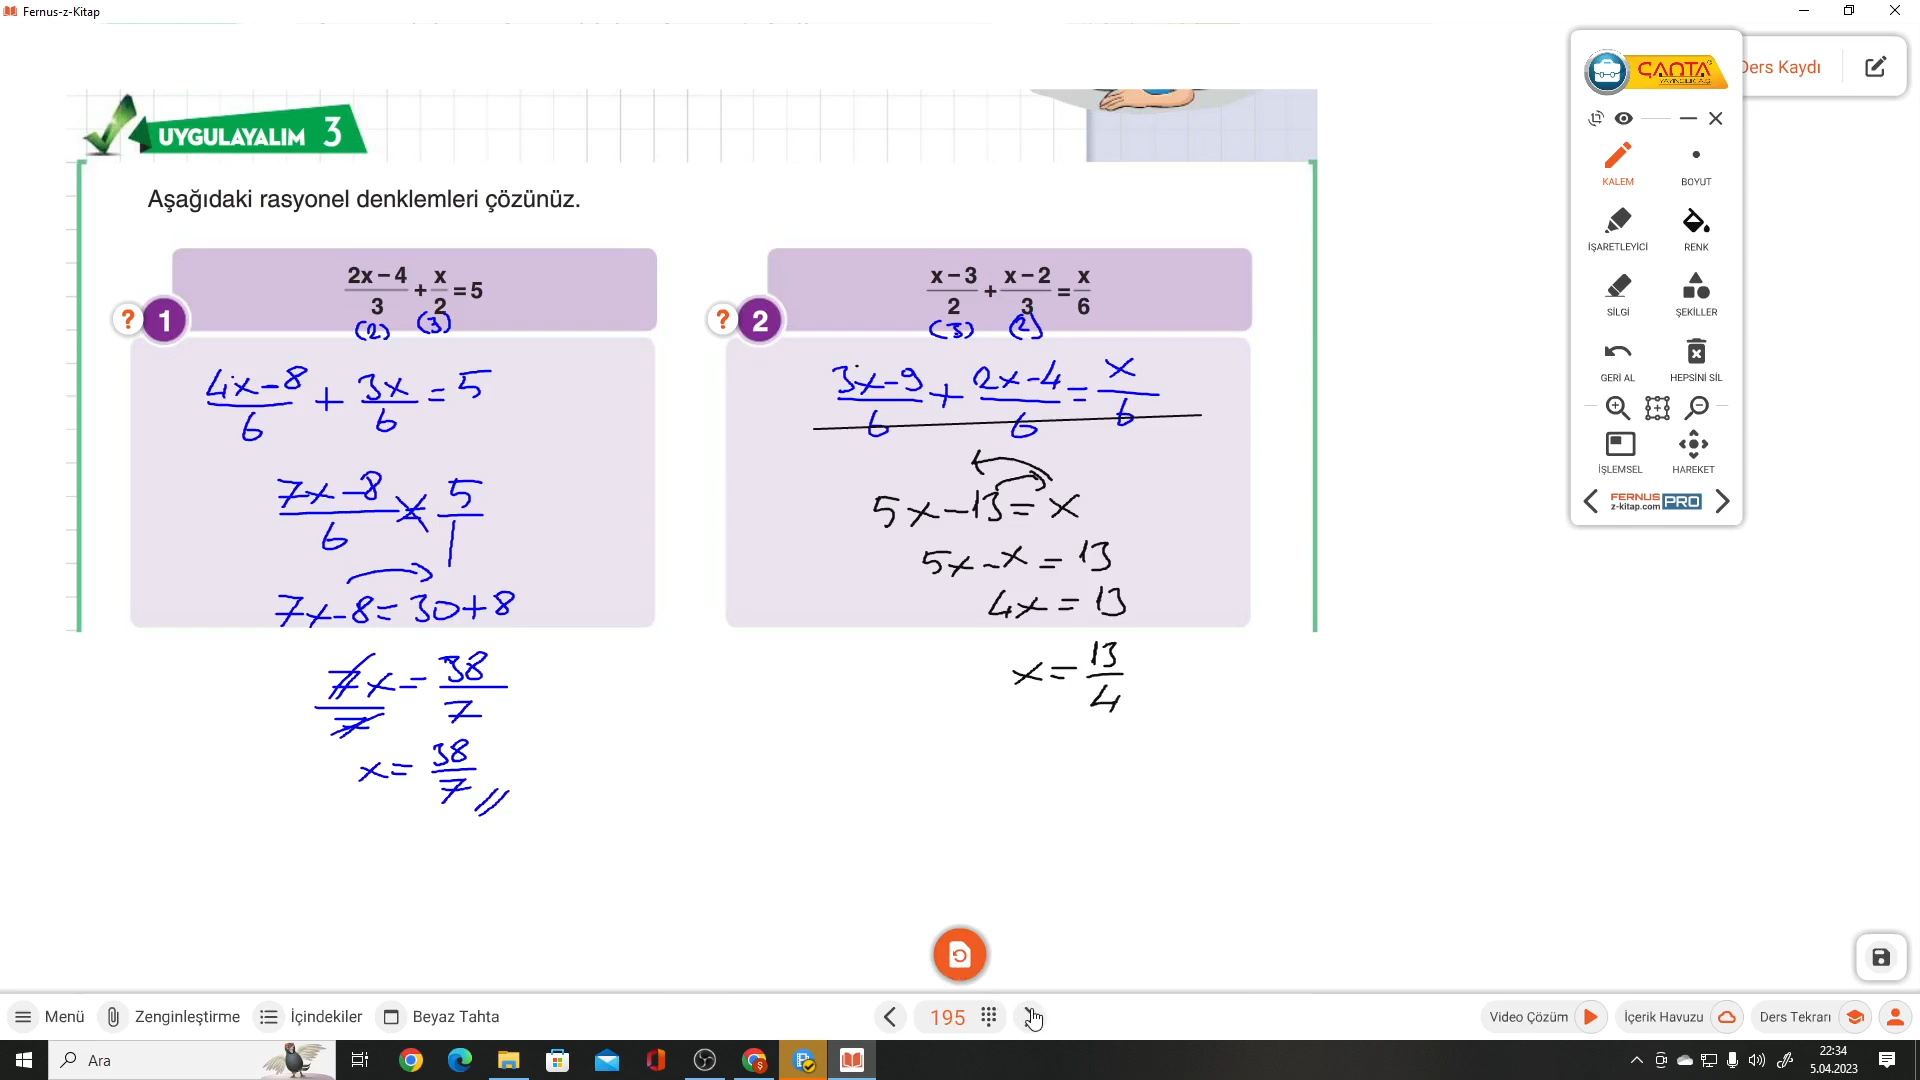 Fernus-z-Kitap
ÇANTA
YAYINCILIK A.Ş.
Ders Kaydı
UYGULAYALIM 3
Aşağıdaki rasyonel denklemleri çözünüz.
? 1
2x – 4 / 3 + x / 2 = 5
(2) (3)
4x – 8 / 6 + 3x / 6 = 5
7x – 8 / 6 = 5 / 1
7x – 8 = 30 + 8
7x / 7 = 38 / 7
x = 38 / 7 //
? 2
x – 3 / 2 + x – 2 / 3 = x / 6
(3) (2)
3x – 9 / 6 + 2x – 4 / 6 = x / 6
5x – 13 = x
5x – x = 13
4x = 13
x = 13 / 4
KALEM BOYUT
İŞARETLEYİCİ RENK
SİLGİ ŞEKİLLER
GERİ AL HEPSİNİ SİL
İŞLEMSEL HAREKET
FERNUS
z-kitap.com PRO
Menü Zenginleştirme İçindekiler Beyaz Tahta 195 Video Çözüm İçerik Havuzu Ders Tekrarı
Ara
22:34
5.04.2023